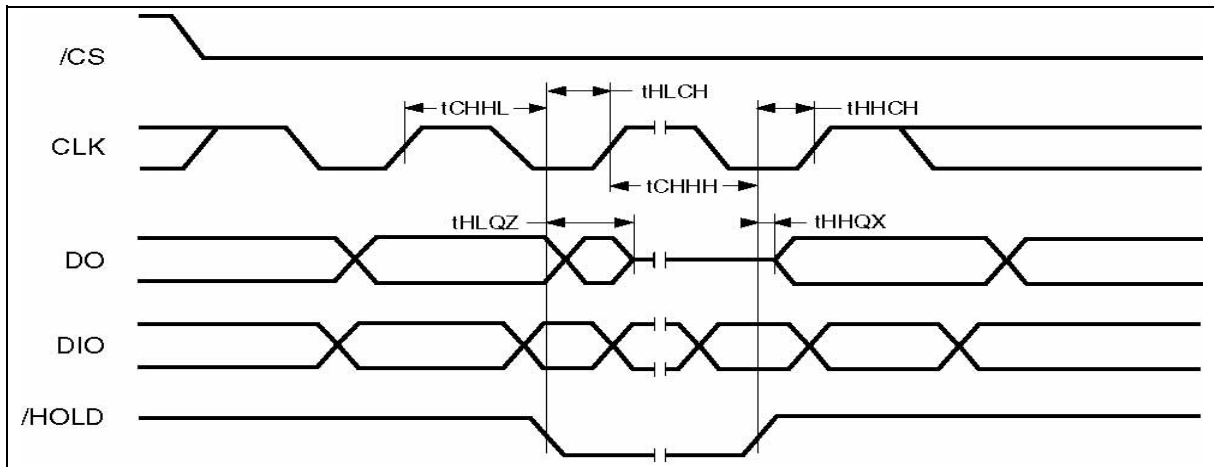 /CS
tHLCH
tHHCH
tCHHL
CLK
tCHHH
tHLQZ
tHHQX
DO
DIO
/HOLD